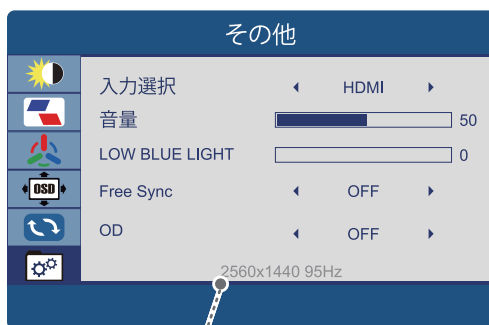 その他
入力選択 HDMI
音量 50
LOW BLUE LIGHT 0
Free Sync OFF
OSD
OD OFF
2560x1440 95Hz